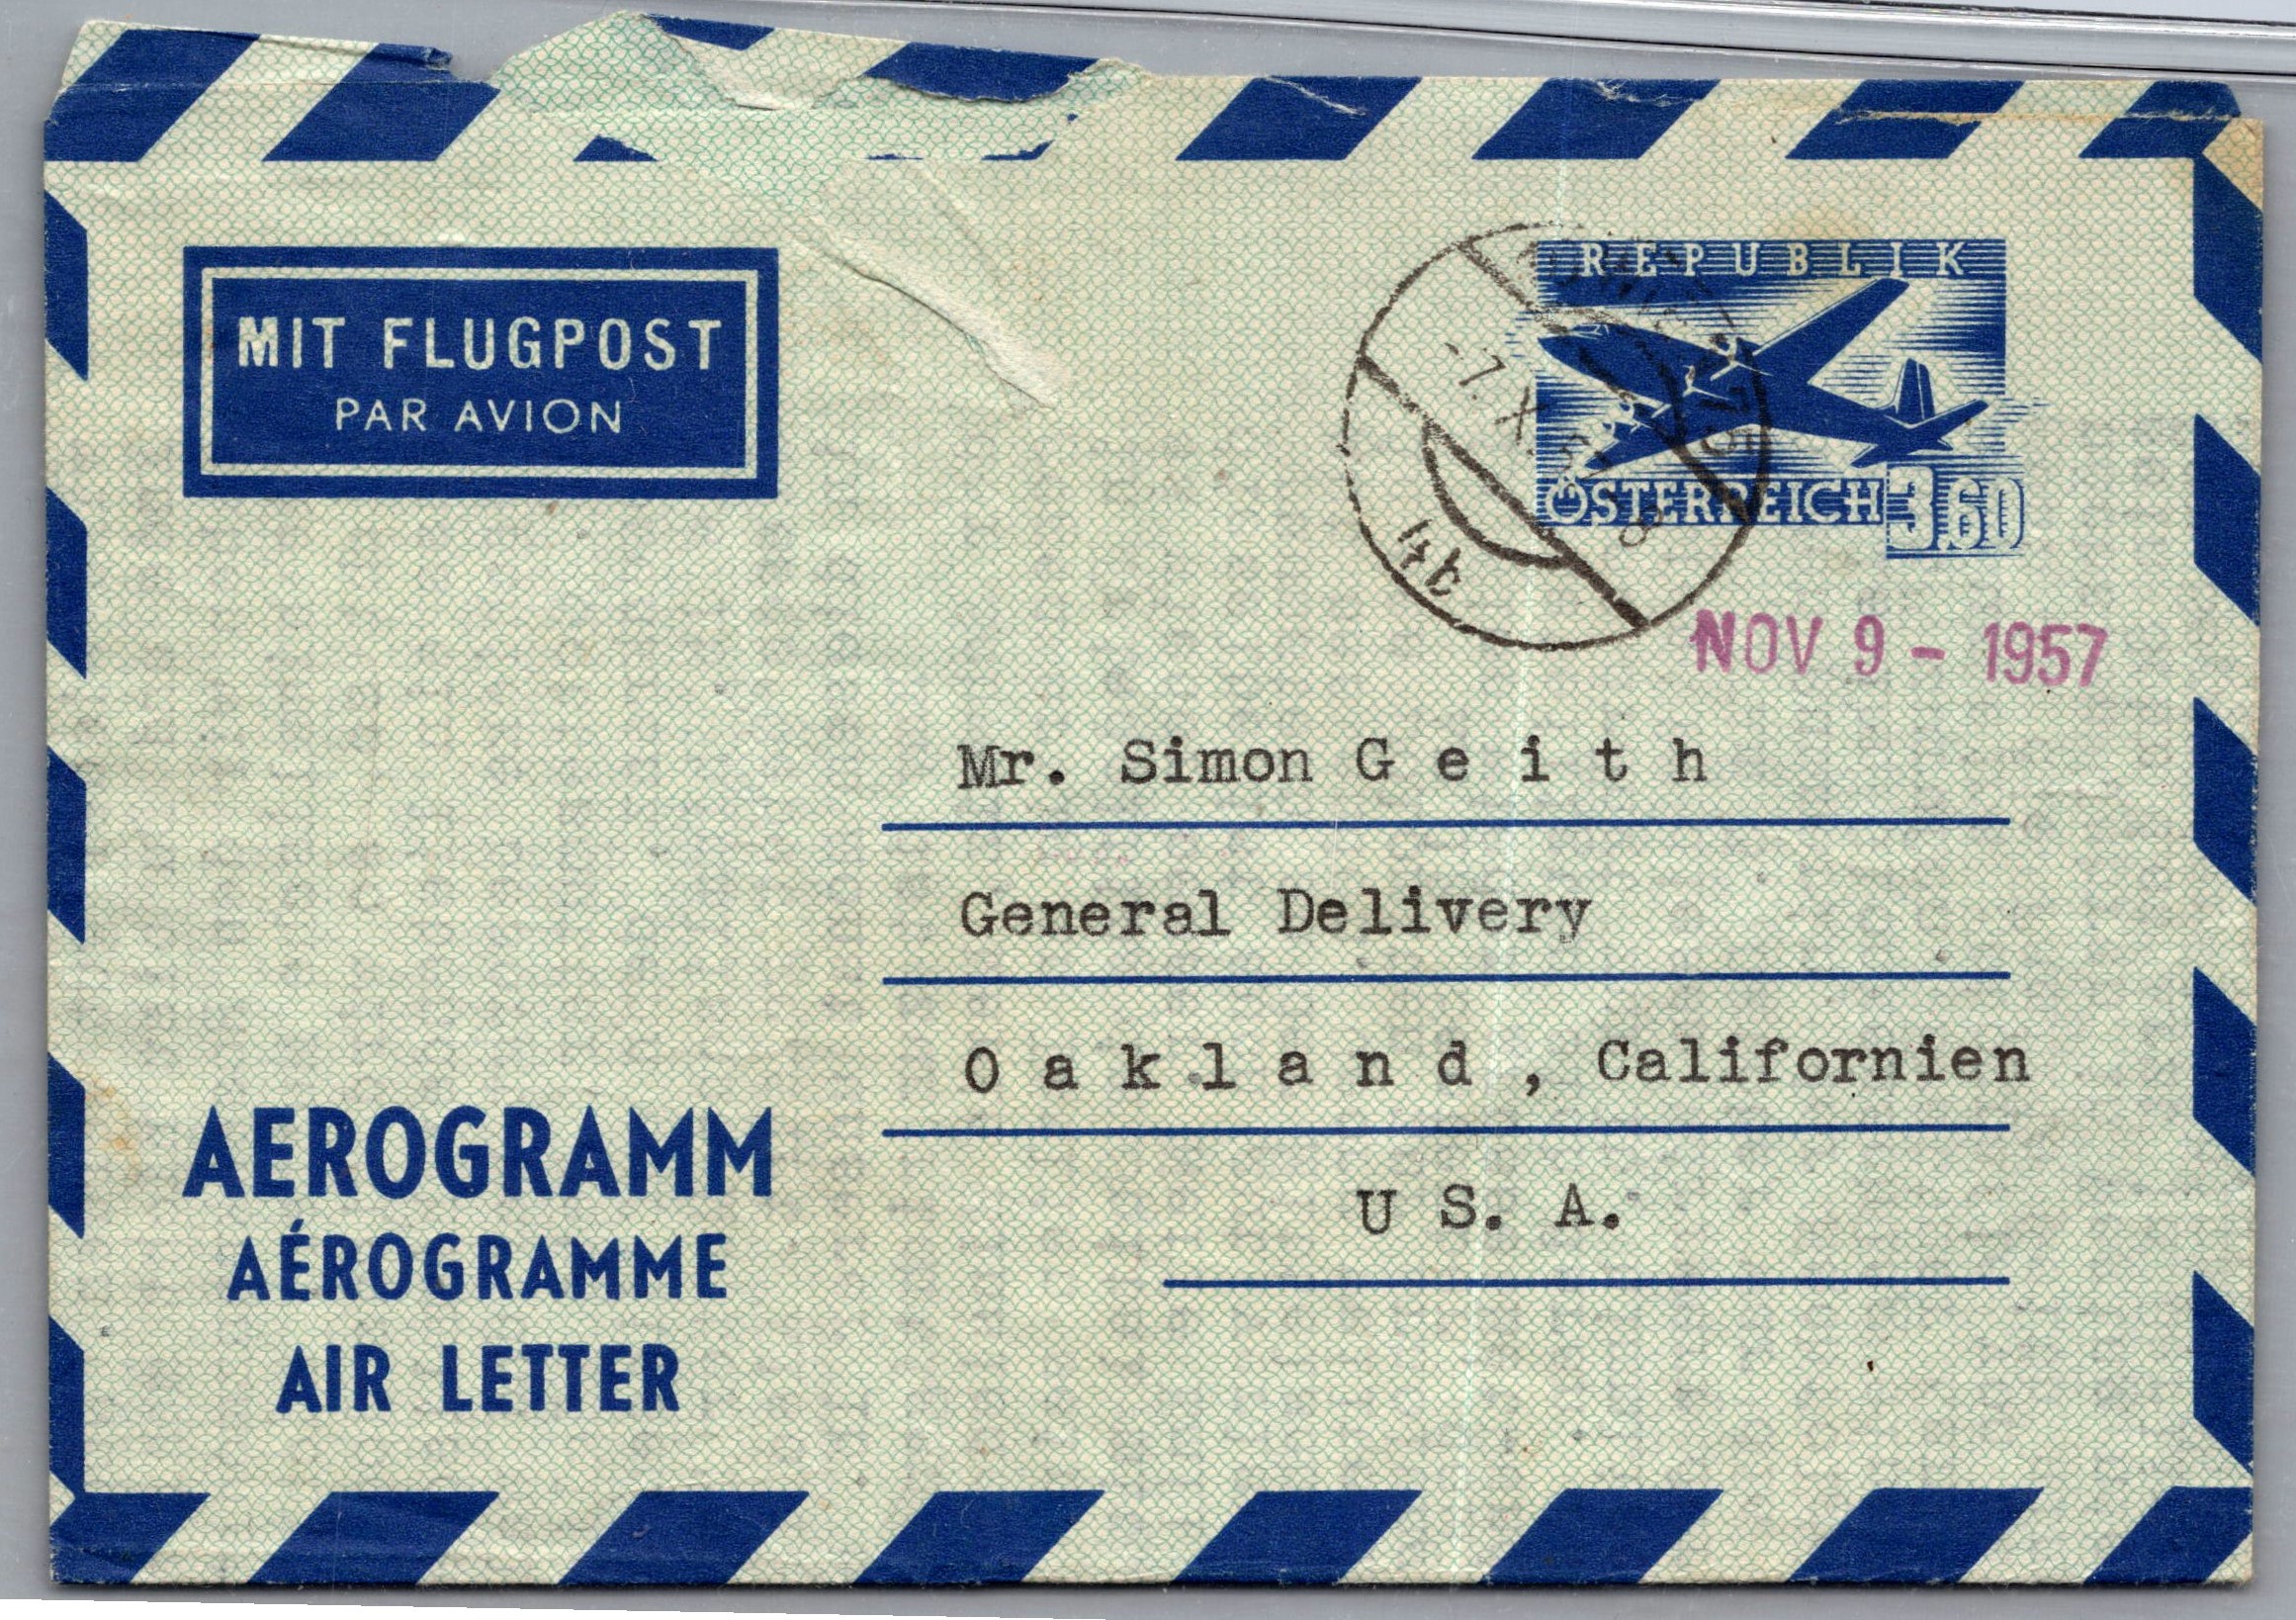 MIT FLUGPOST
PAR AVION
REPUBLIK
ÖSTERREICH 3.60
4b
NOV 9 - 1957
Mr. Simon G e i t h
General Delivery
O a k l a n d , Californien
U S. A.
AEROGRAMM
AÉROGRAMME
AIR LETTER